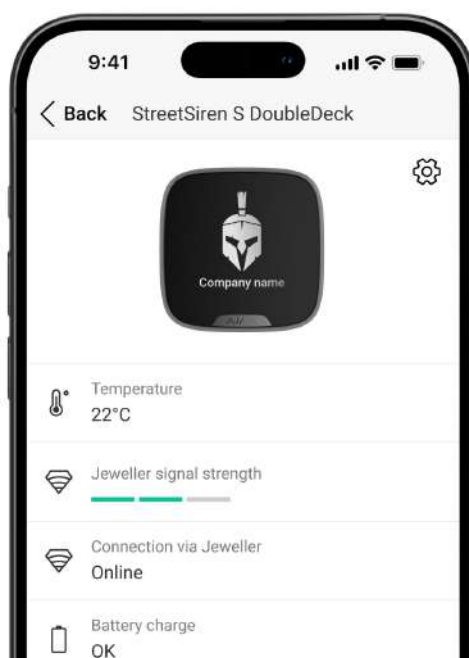 9:41
Back StreetSiren S DoubleDeck
Company name
Temperature
22°C
Jeweller signal strength
Connection via Jeweller
Online
Battery charge
OK